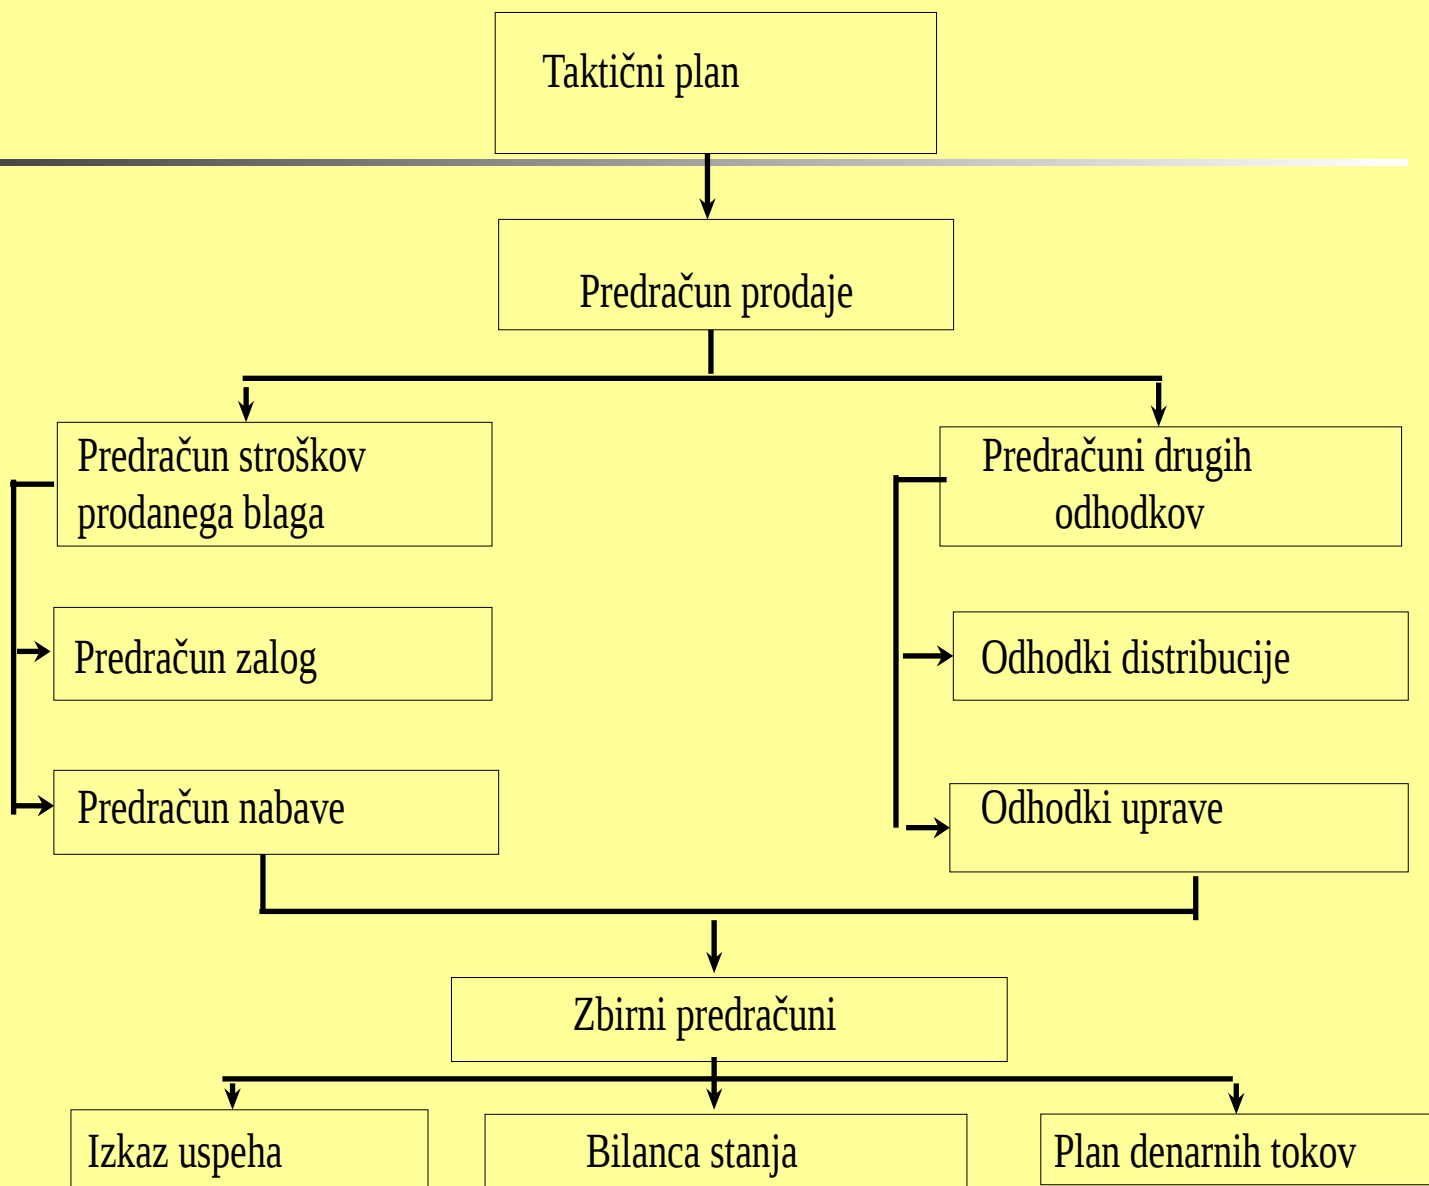 Taktični plan
Predračun prodaje
Predračun stroškov
prodanega blaga
Predračuni drugih
odhodkov
Predračun zalog
Odhodki distribucije
Predračun nabave
Odhodki uprave
Zbirni predračuni
Izkaz uspeha
Bilanca stanja
Plan denarnih tokov